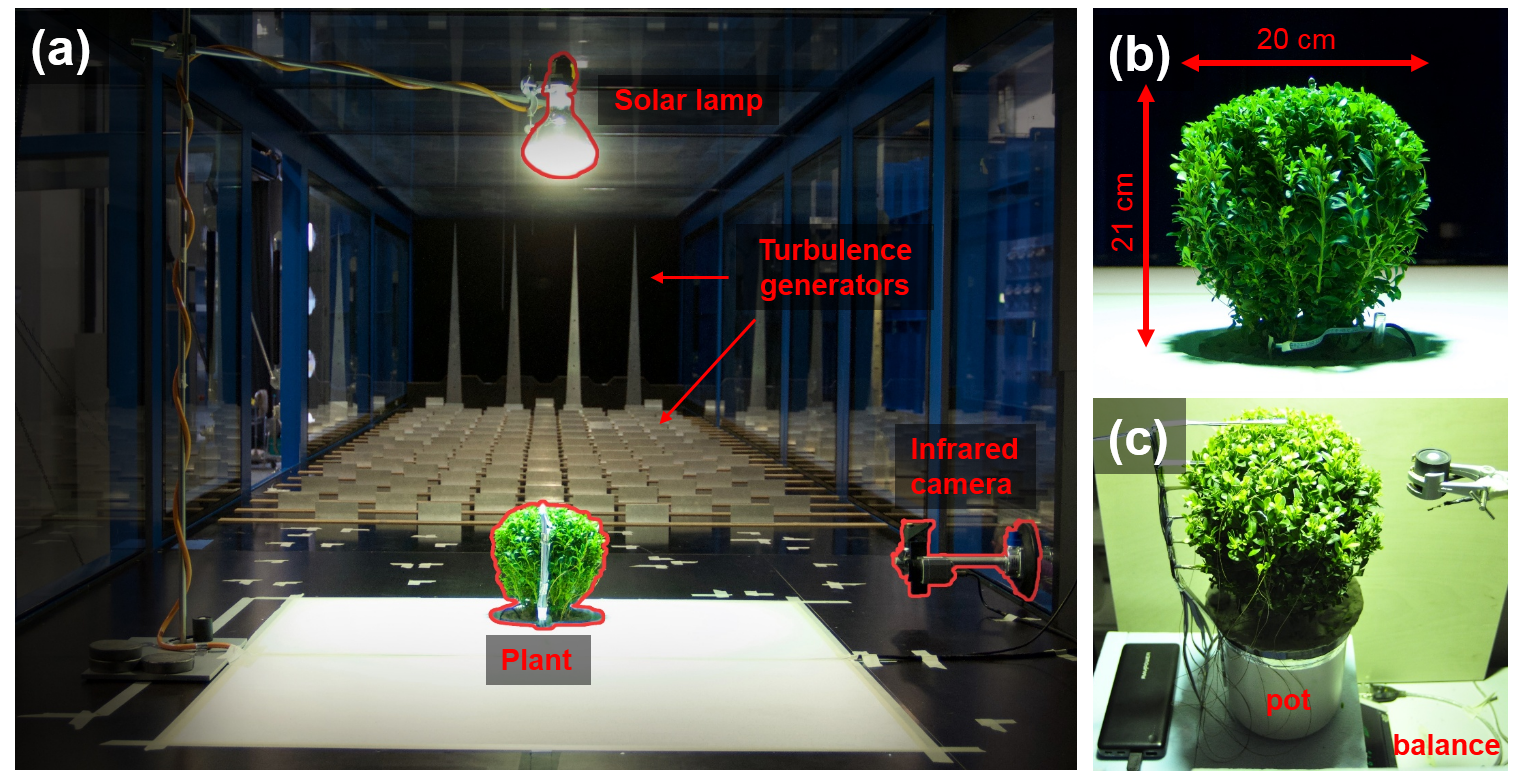 (a)
Solar lamp
Turbulence
generators
Infrared
camera
Plant
(b)
20 cm
21 cm
(c)
pot
balance